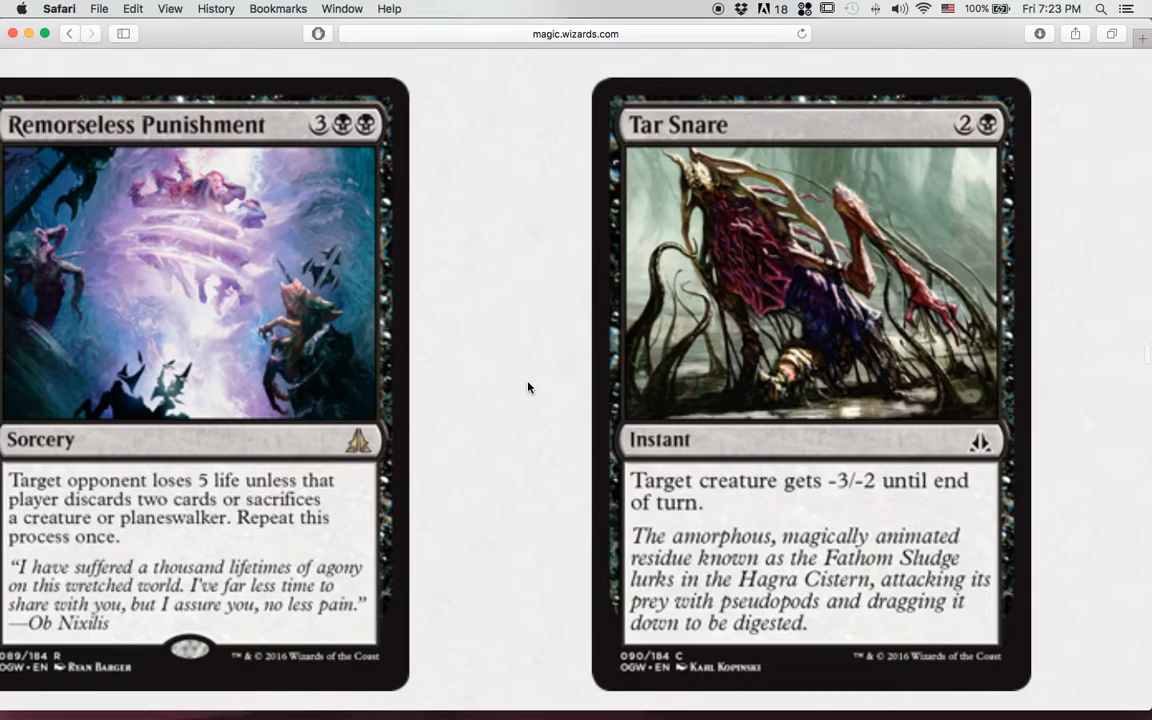 Safari File Edit View History Bookmarks Window Help 18 100% Fri 7:23 PM
magic.wizards.com
Remorseless Punishment 3
Sorcery
Target opponent loses 5 life unless that
player discards two cards or sacrifices
a creature or planeswalker. Repeat this
process once.
"I have suffered a thousand lifetimes of agony
on this wretched world. I've far less time to
share with you, but I assure you, no less pain."
—Ob Nixilis
089/184 R
OGW • EN RYAN BARGER
™ & © 2016 Wizards of the Coast
Tar Snare 2
Instant
Target creature gets -3/-2 until end
of turn.
The amorphous, magically animated
residue known as the Fathom Sludge
lurks in the Hagra Cistern, attacking its
prey with pseudopods and dragging it
down to be digested.
090/184 C
OGW • EN KARL KOPINSKI
™ & © 2016 Wizards of the Coast